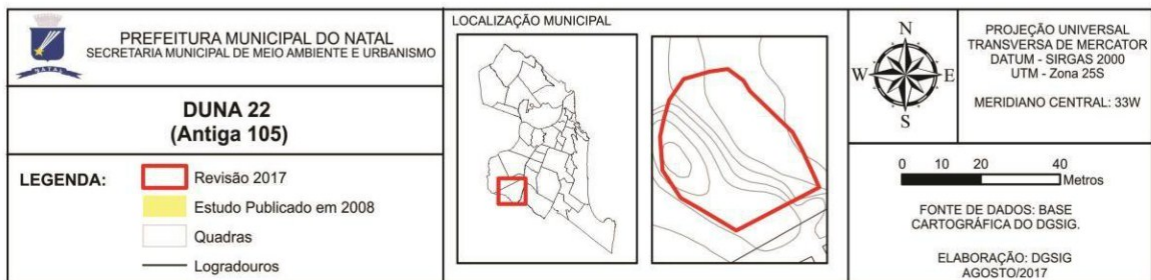 PREFEITURA MUNICIPAL DO NATAL
SECRETARIA MUNICIPAL DE MEIO AMBIENTE E URBANISMO
NATAL
DUNA 22
(Antiga 105)
LEGENDA:
Revisão 2017
Estudo Publicado em 2008
Quadras
Logradouros
LOCALIZAÇÃO MUNICIPAL
N
W E
S
PROJEÇÃO UNIVERSAL
TRANSVERSA DE MERCATOR
DATUM - SIRGAS 2000
UTM - Zona 25S
MERIDIANO CENTRAL: 33W
0 10 20 40
Metros
FONTE DE DADOS: BASE
CARTOGRÁFICA DO DGSIG.
ELABORAÇÃO: DGSIG
AGOSTO/2017